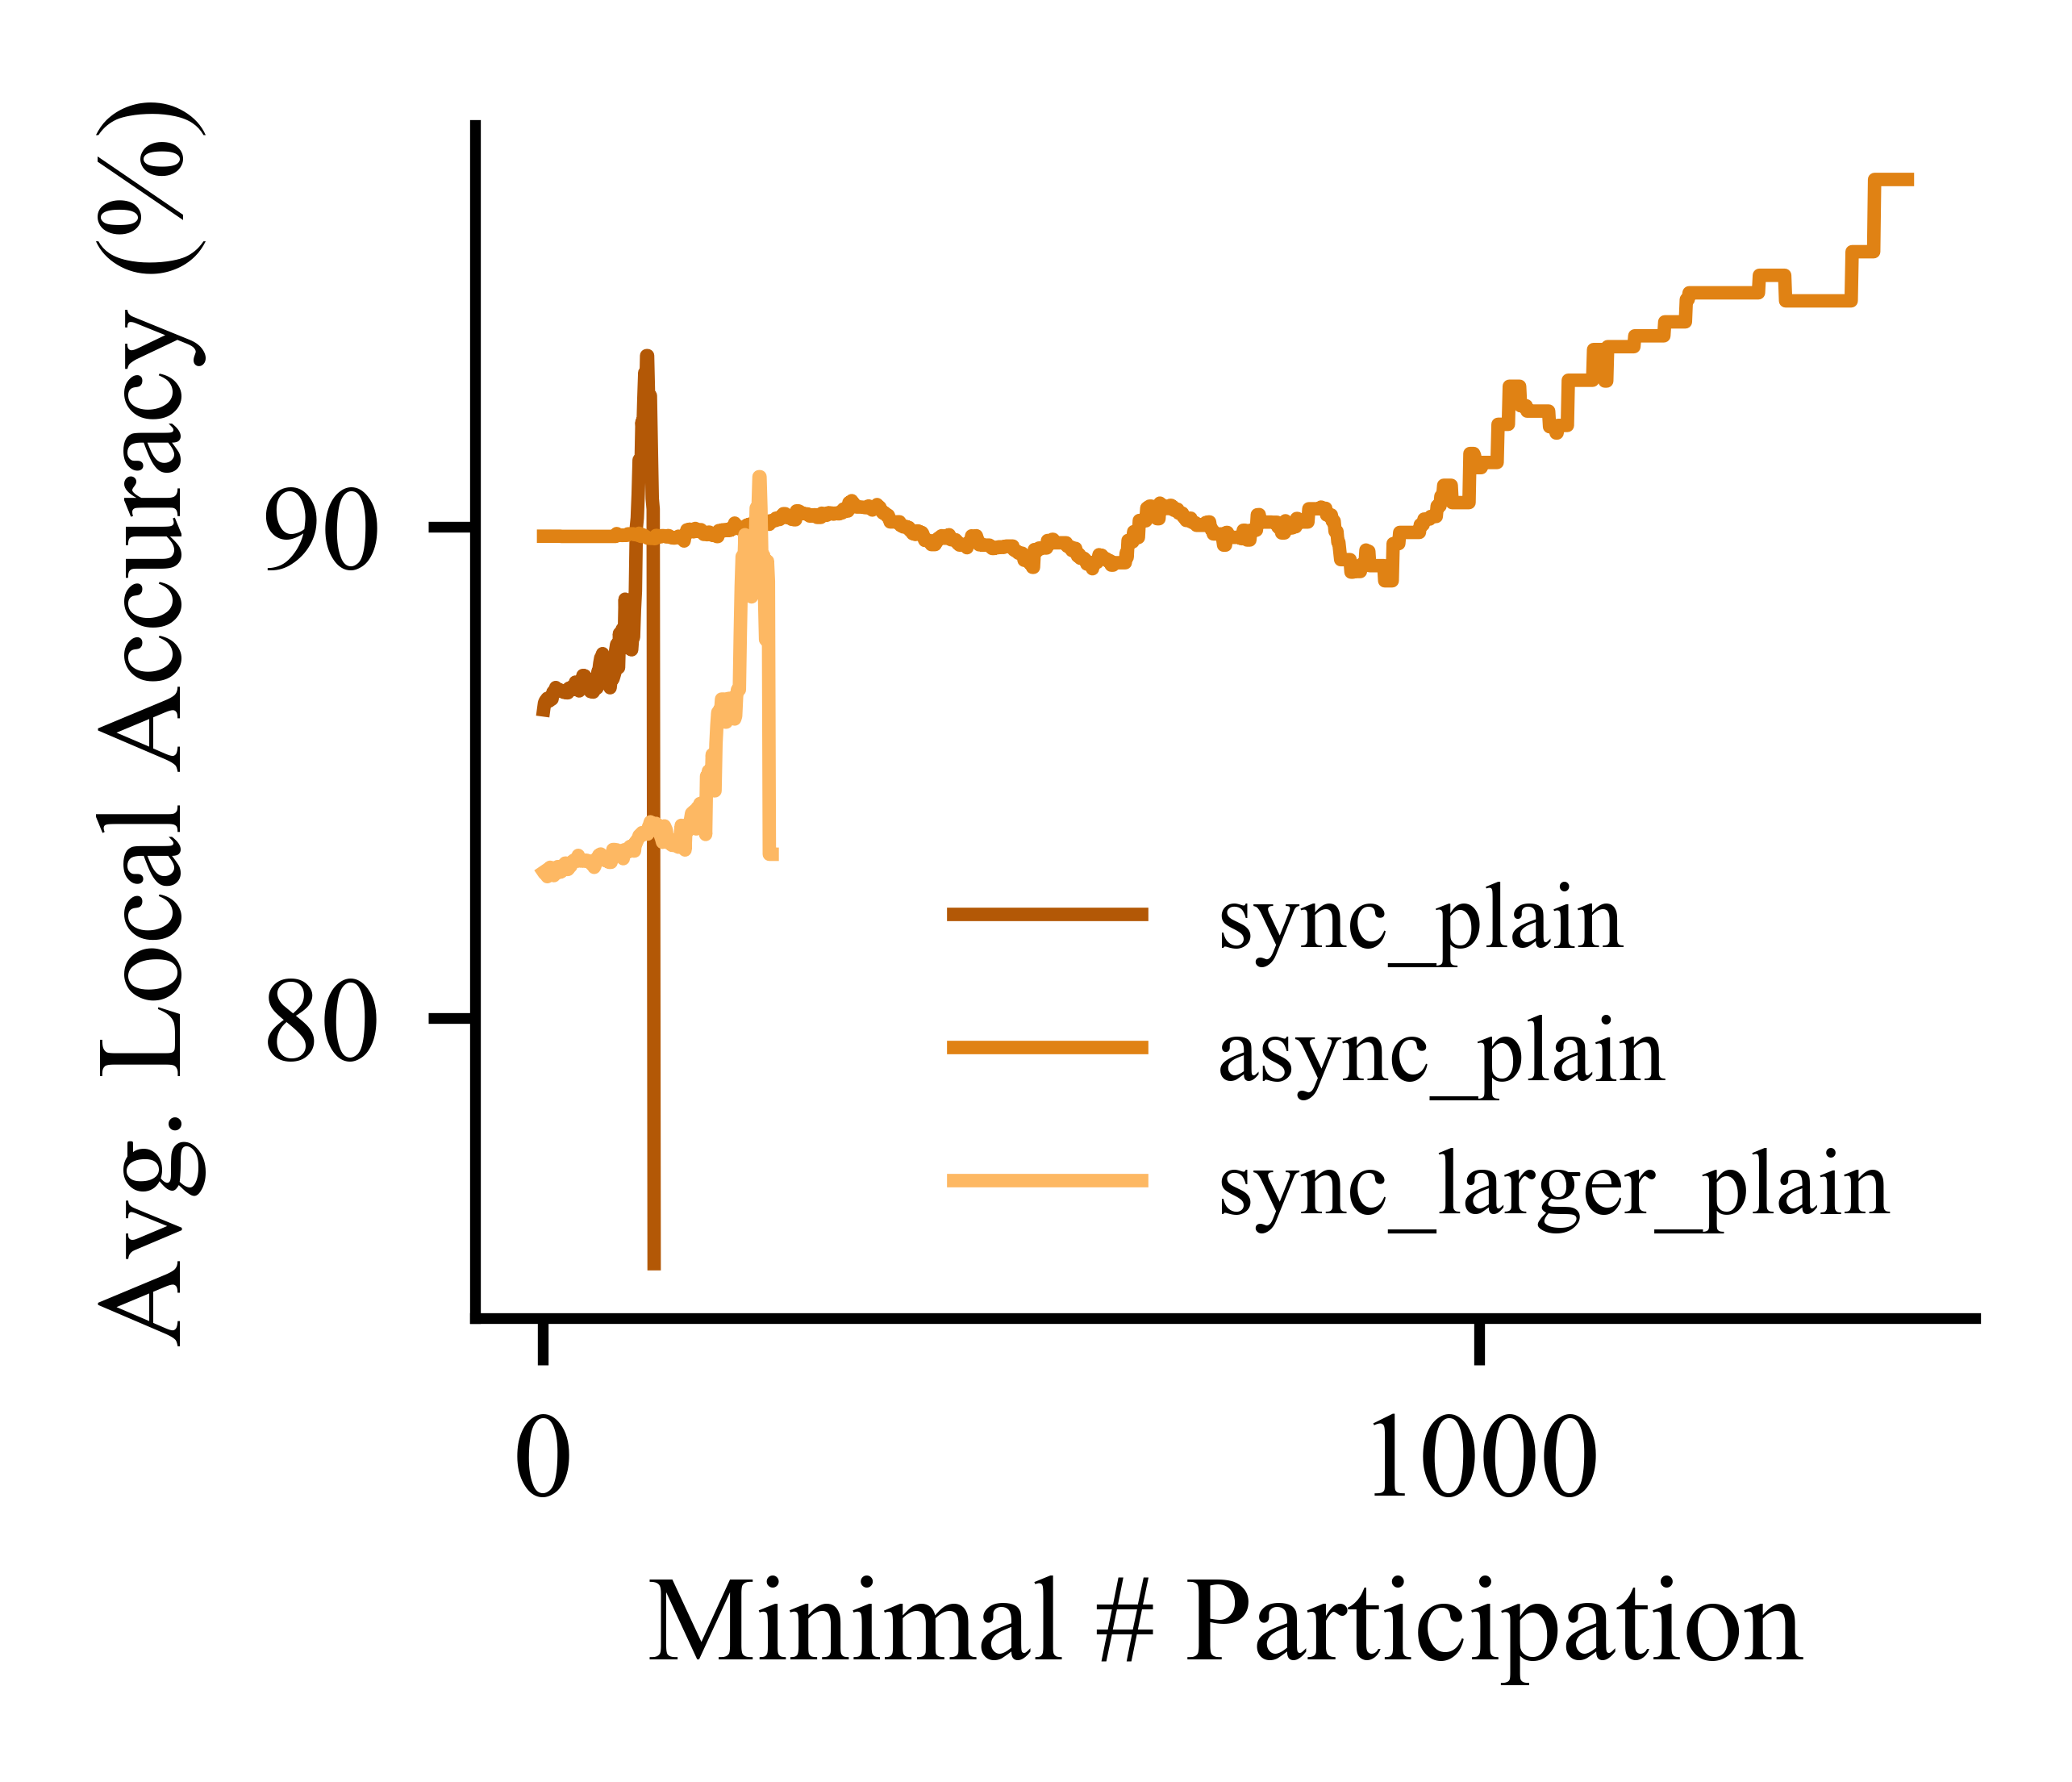 Avg. Local Accuracy (%)
90
80
sync_plain
async_plain
sync_larger_plain
0 1000
Minimal # Participation